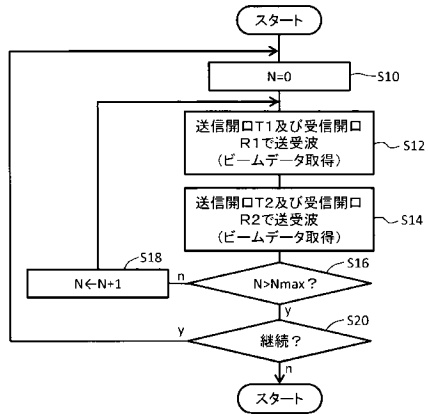 スタート
N=0
S10
送信開口T1及び受信開口
R1で送受波
(ビームデータ取得)
S12
送信開口T2及び受信開口
R2で送受波
(ビームデータ取得)
S14
S16
N>Nmax?
S18
N←N+1
n
y
S20
継続?
y
n
スタート